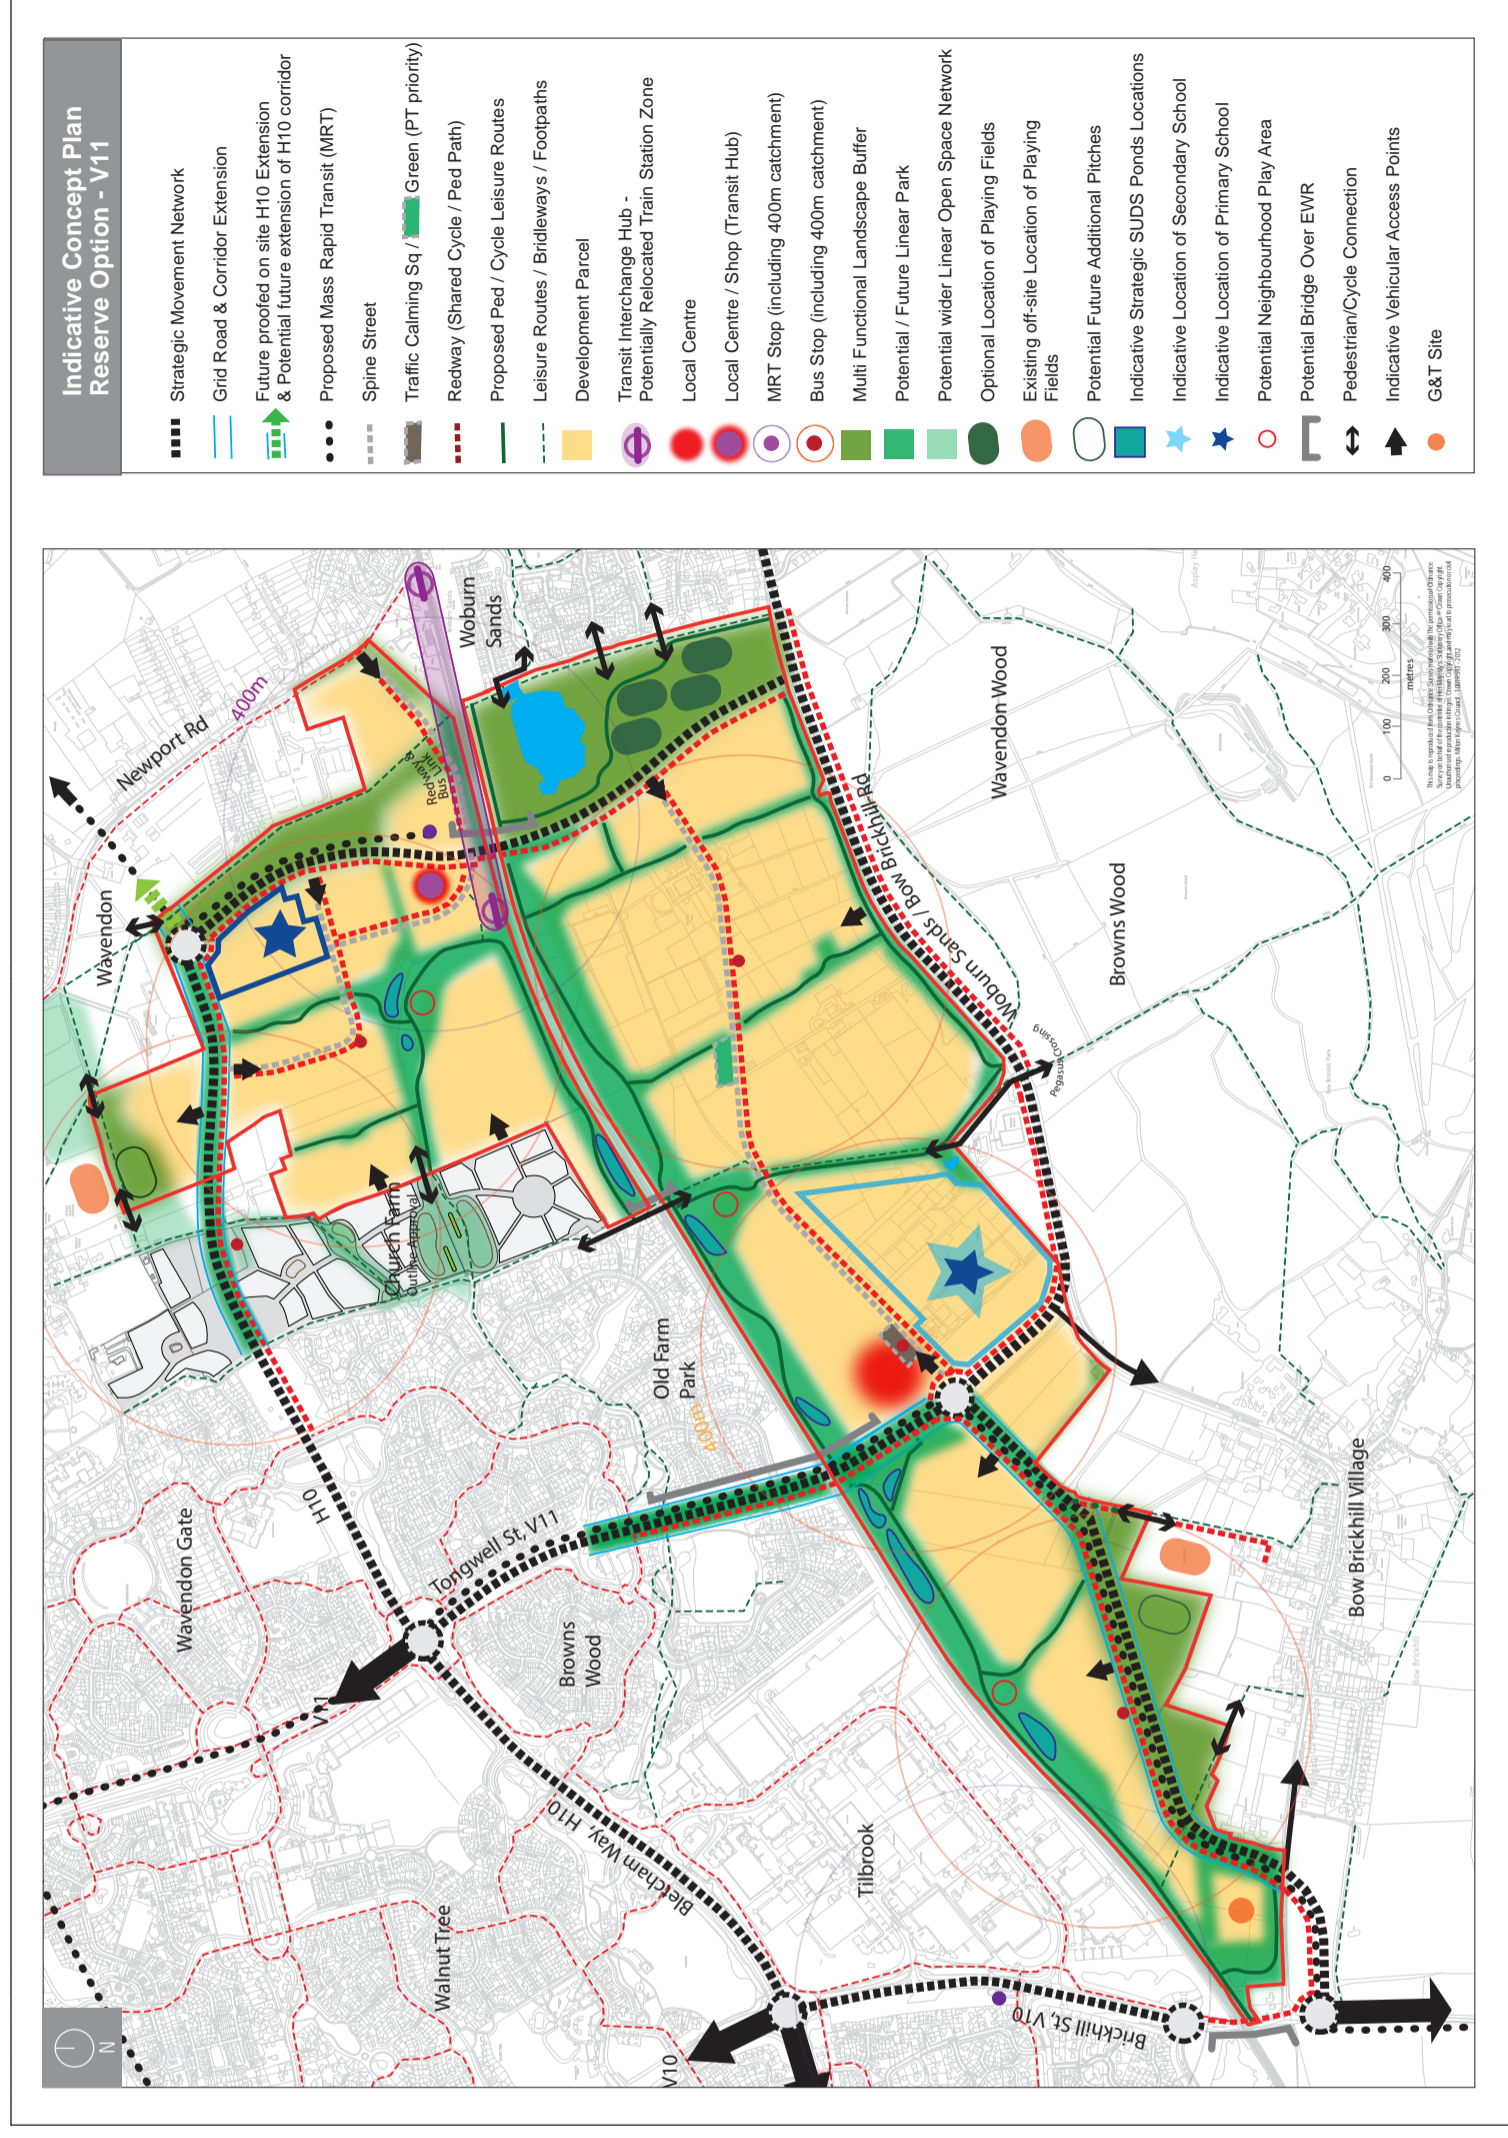 Indicative Concept Plan
Reserve Option - V11
Strategic Movement Network
Grid Road & Corridor Extension
Future proofed on site H10 Extension
& Potential future extension of H10 corridor
Proposed Mass Rapid Transit (MRT)
Spine Street
Traffic Calming Sq / Green (PT priority)
Redway (Shared Cycle / Ped Path)
Proposed Ped / Cycle Leisure Routes
Leisure Routes / Bridleways / Footpaths
Development Parcel
Transit Interchange Hub -
Potentially Relocated Train Station Zone
Local Centre
Local Centre / Shop (Transit Hub)
MRT Stop (including 400m catchment)
Bus Stop (including 400m catchment)
Multi Functional Landscape Buffer
Potential / Future Linear Park
Potential wider Linear Open Space Network
Optional Location of Playing Fields
Existing off-site Location of Playing
Fields
Potential Future Additional Pitches
Indicative Strategic SUDS Ponds Locations
Indicative Location of Secondary School
Indicative Location of Primary School
Potential Neighbourhood Play Area
Potential Bridge Over EWR
Pedestrian/Cycle Connection
Indicative Vehicular Access Points
G&T Site
N
V10
V11
Walnut Tree
Wavendon Gate
H10
Wavendon
Newport Rd
400m
Woburn
Sands
Redway &
Bus Link
Church Farm
Outline Approval
Tongwell St, V11
Browns
Wood
Old Farm
Park
400m
Bletcham Way, H10
Tilbrook
Brickhill St, V10
Woburn Sands / Bow Brickhill Rd
Pegasus Crossing
Wavendon Wood
Browns Wood
Bow Brickhill Village
0 100 200 300 400
metres